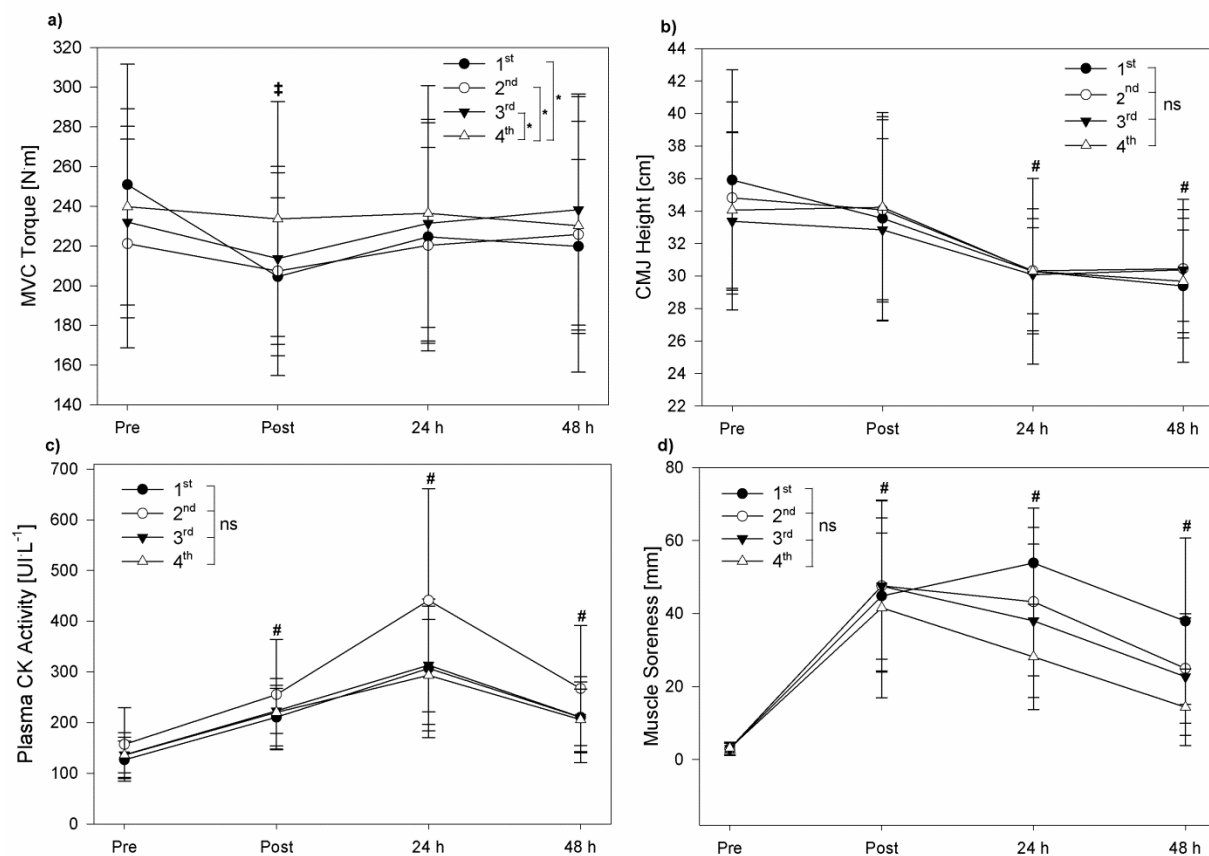 a)
MVC Torque [N·m]
320
300
280
260
240
220
200
180
160
140
‡
1st
2nd
3rd
4th
*
*
*
Pre
Post
24 h
48 h
b)
CMJ Height [cm]
44
42
40
38
36
34
32
30
28
26
24
22
1st
2nd
3rd
4th
ns
#
#
Pre
Post
24 h
48 h
c)
Plasma CK Activity [UI·L-1]
700
600
500
400
300
200
100
0
1st
2nd
3rd
4th
ns
#
#
#
Pre
Post
24 h
48 h
d)
Muscle Soreness [mm]
80
60
40
20
0
1st
2nd
3rd
4th
ns
#
#
#
Pre
Post
24 h
48 h